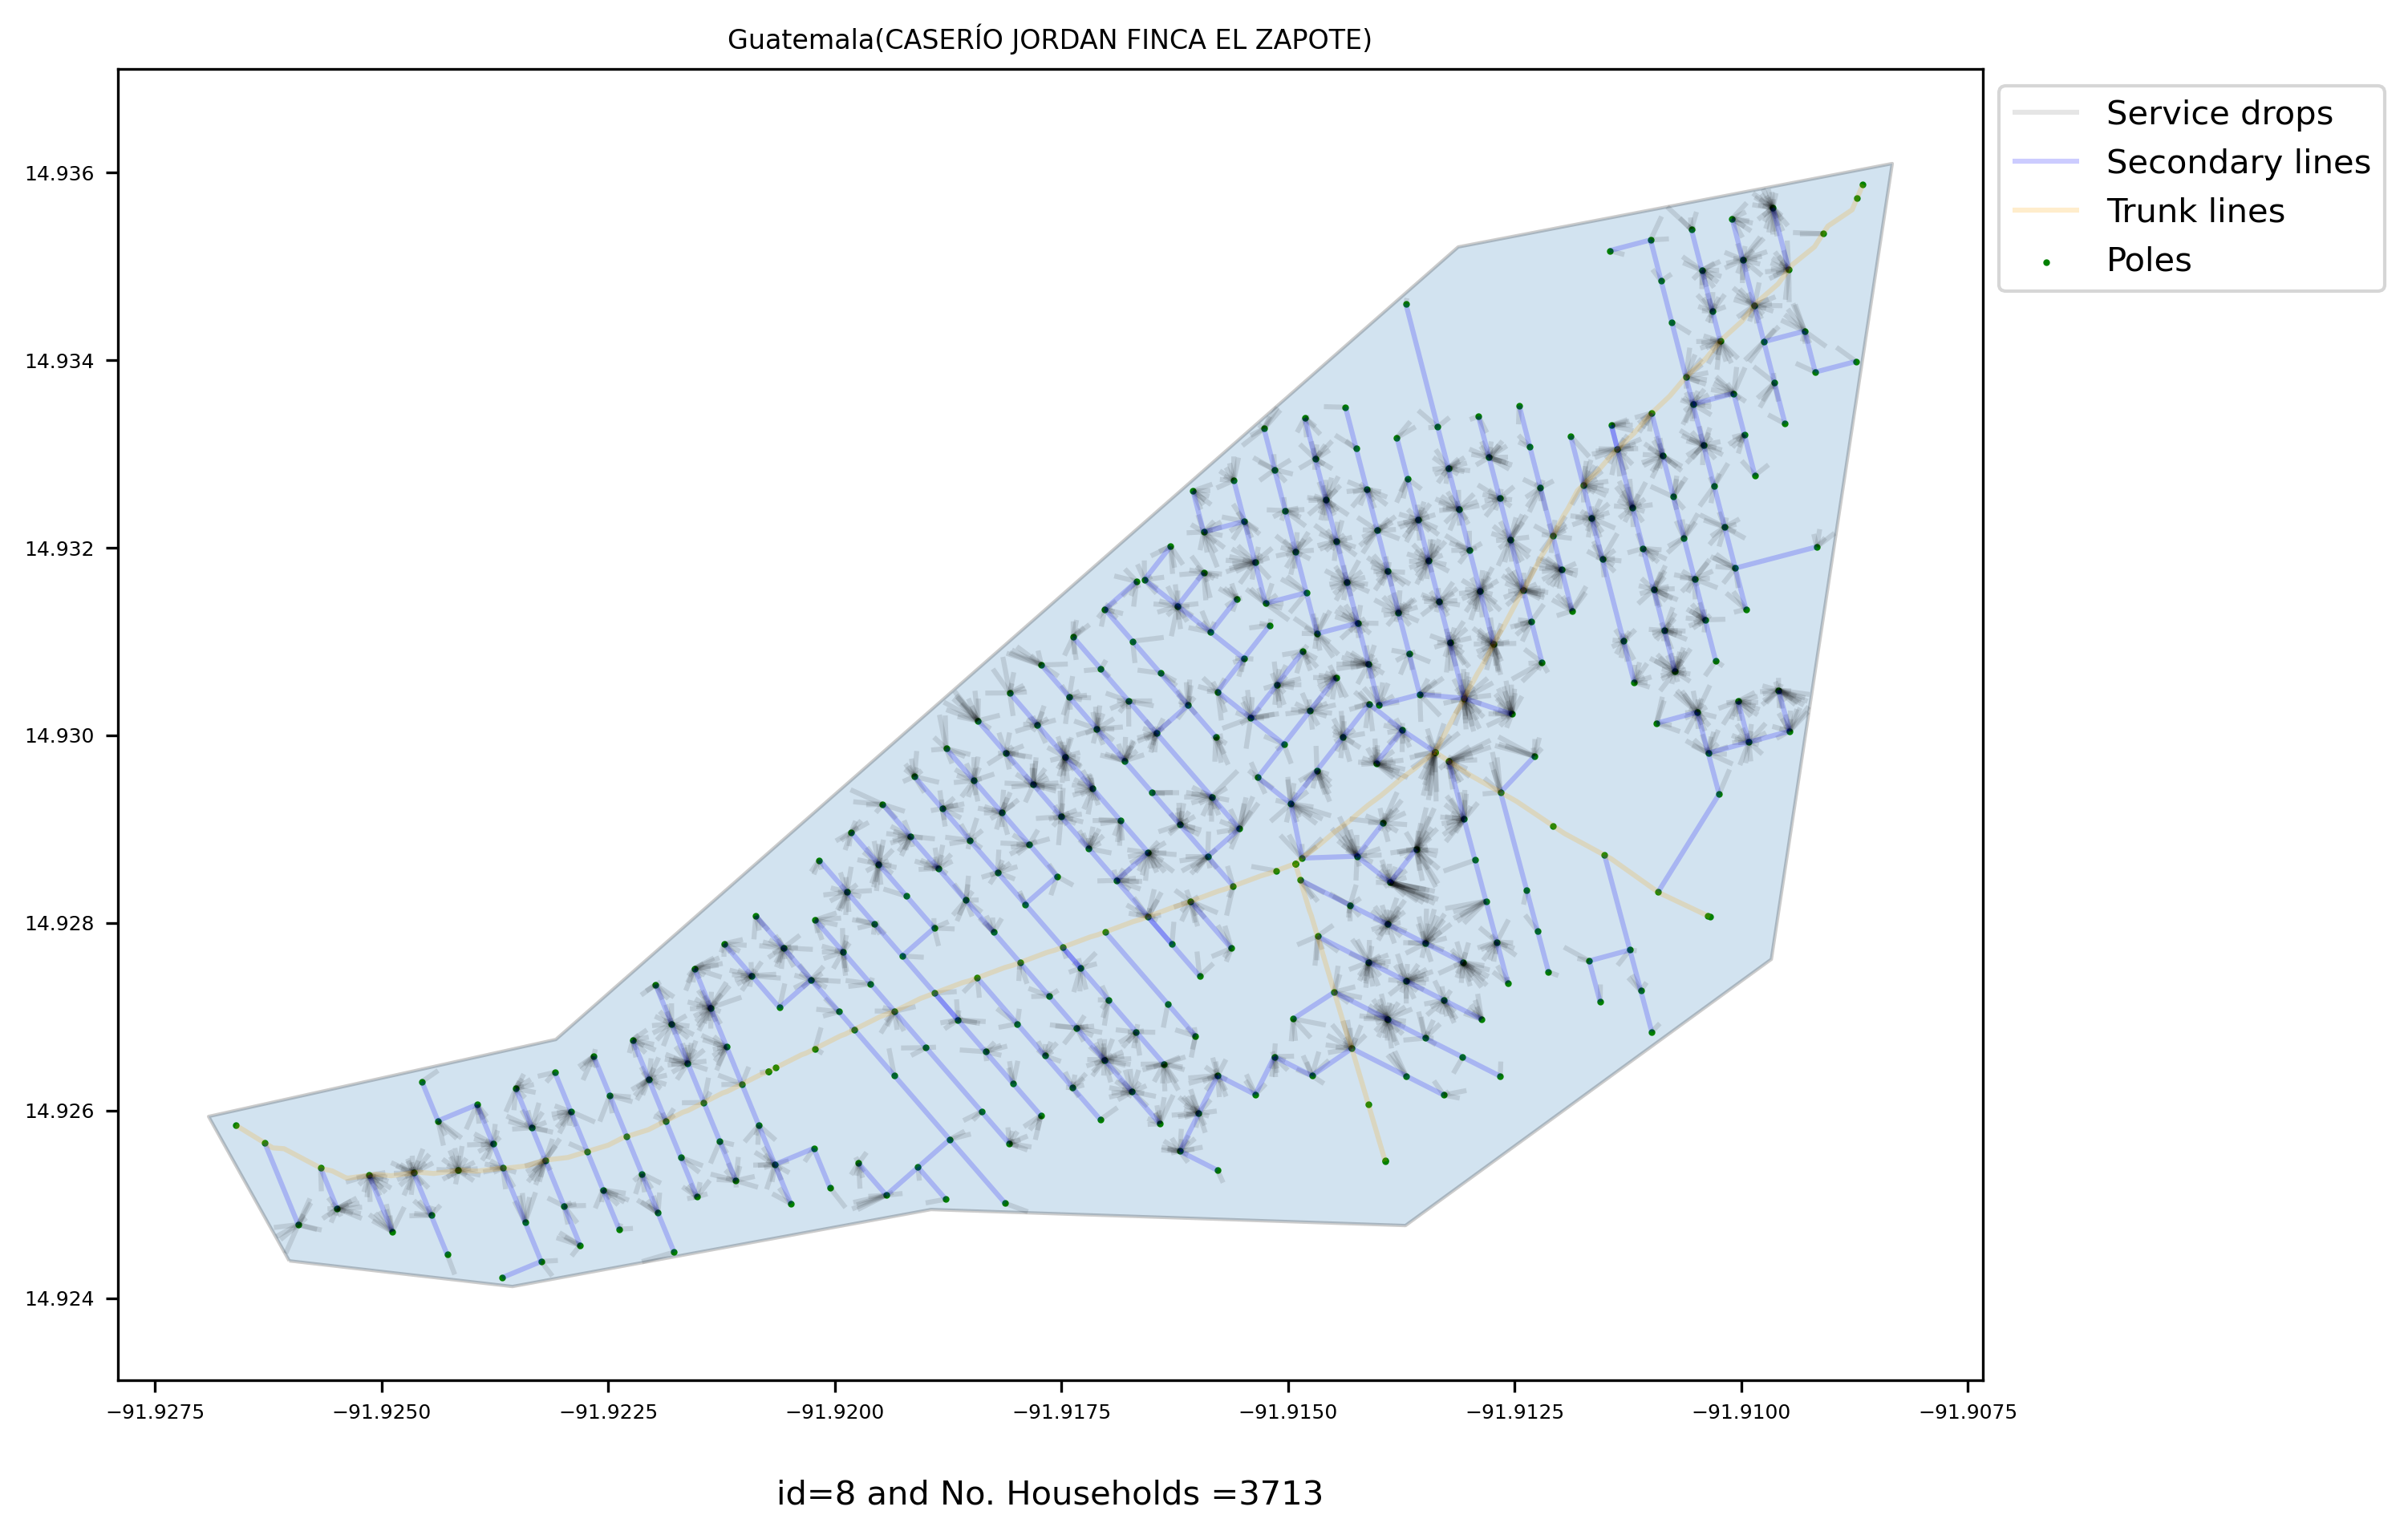 Guatemala(CASERÍO JORDAN FINCA EL ZAPOTE)
Service drops
Secondary lines
Trunk lines
Poles
14.936
14.934
14.932
14.930
14.928
14.926
14.924
−91.9275 −91.9250 −91.9225 −91.9200 −91.9175 −91.9150 −91.9125 −91.9100 −91.9075
id=8 and No. Households =3713